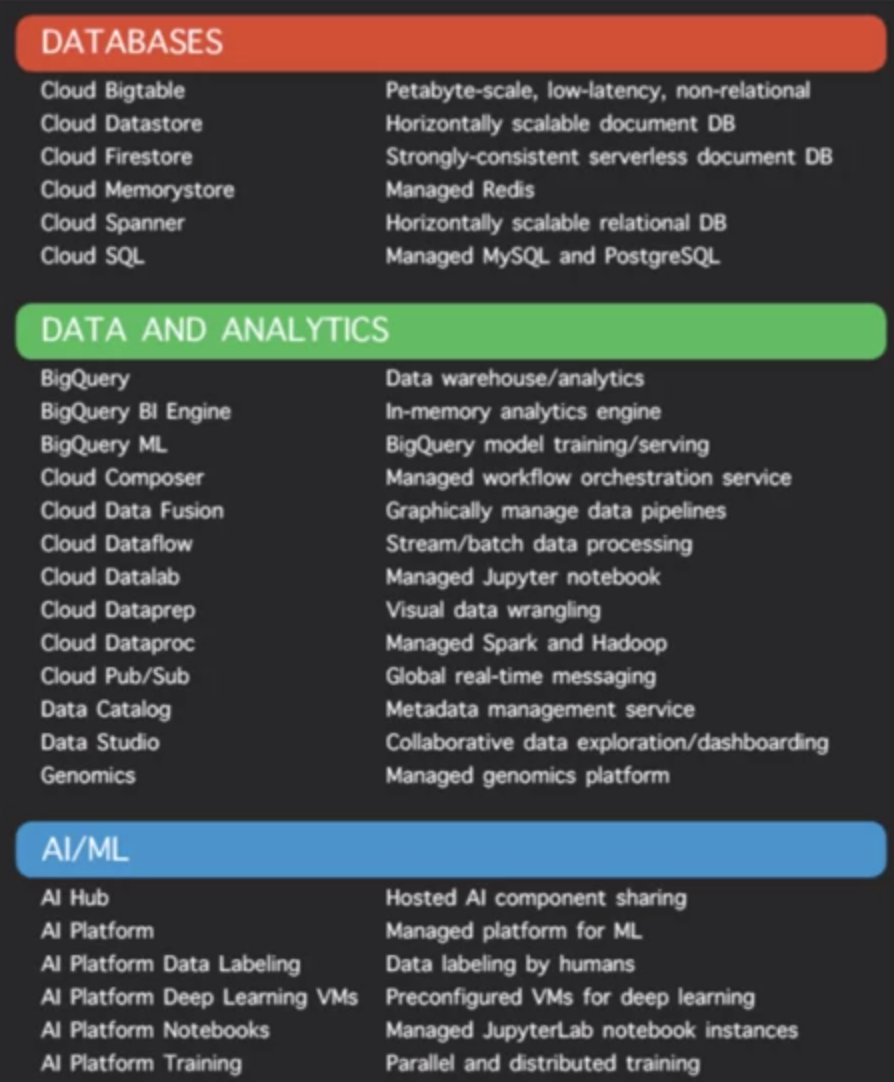 DATABASES
Cloud Bigtable Petabyte-scale, low-latency, non-relational
Cloud Datastore Horizontally scalable document DB
Cloud Firestore Strongly-consistent serverless document DB
Cloud Memorystore Managed Redis
Cloud Spanner Horizontally scalable relational DB
Cloud SQL Managed MySQL and PostgreSQL
DATA AND ANALYTICS
BigQuery Data warehouse/analytics
BigQuery BI Engine In-memory analytics engine
BigQuery ML BigQuery model training/serving
Cloud Composer Managed workflow orchestration service
Cloud Data Fusion Graphically manage data pipelines
Cloud Dataflow Stream/batch data processing
Cloud Datalab Managed Jupyter notebook
Cloud Dataprep Visual data wrangling
Cloud Dataproc Managed Spark and Hadoop
Cloud Pub/Sub Global real-time messaging
Data Catalog Metadata management service
Data Studio Collaborative data exploration/dashboarding
Genomics Managed genomics platform
AI/ML
AI Hub Hosted AI component sharing
AI Platform Managed platform for ML
AI Platform Data Labeling Data labeling by humans
AI Platform Deep Learning VMs Preconfigured VMs for deep learning
AI Platform Notebooks Managed JupyterLab notebook instances
AI Platform Training Parallel and distributed training